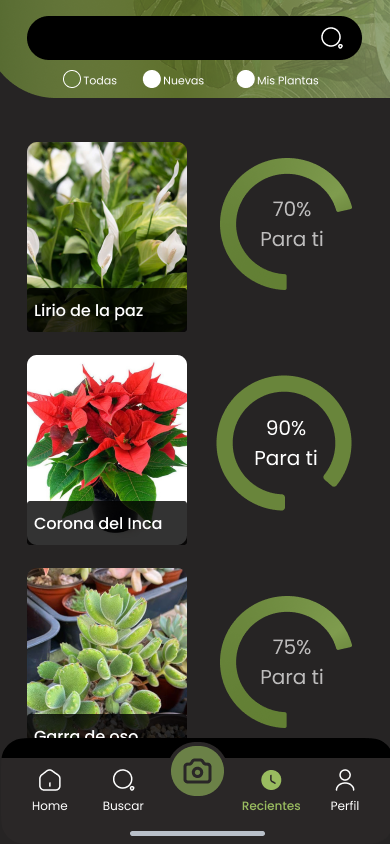 Todas
Nuevas
Mis Plantas
70%
Para ti
Lirio de la paz
90%
Para ti
Corona del Inca
75%
Para ti
Garra de oso
Home
Buscar
Recientes
Perfil